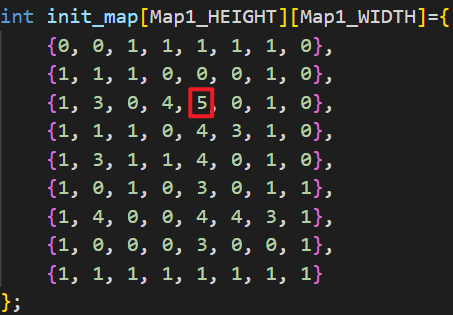 int init_map[Map1_HEIGHT][Map1_WIDTH]={
{0, 0, 1, 1, 1, 1, 1, 0},
{1, 1, 1, 0, 0, 0, 1, 0},
{1, 3, 0, 4, 5, 0, 1, 0},
{1, 1, 1, 0, 4, 3, 1, 0},
{1, 3, 1, 1, 4, 0, 1, 0},
{1, 0, 1, 0, 3, 0, 1, 1},
{1, 4, 0, 0, 4, 4, 3, 1},
{1, 0, 0, 0, 3, 0, 0, 1},
{1, 1, 1, 1, 1, 1, 1, 1}
};